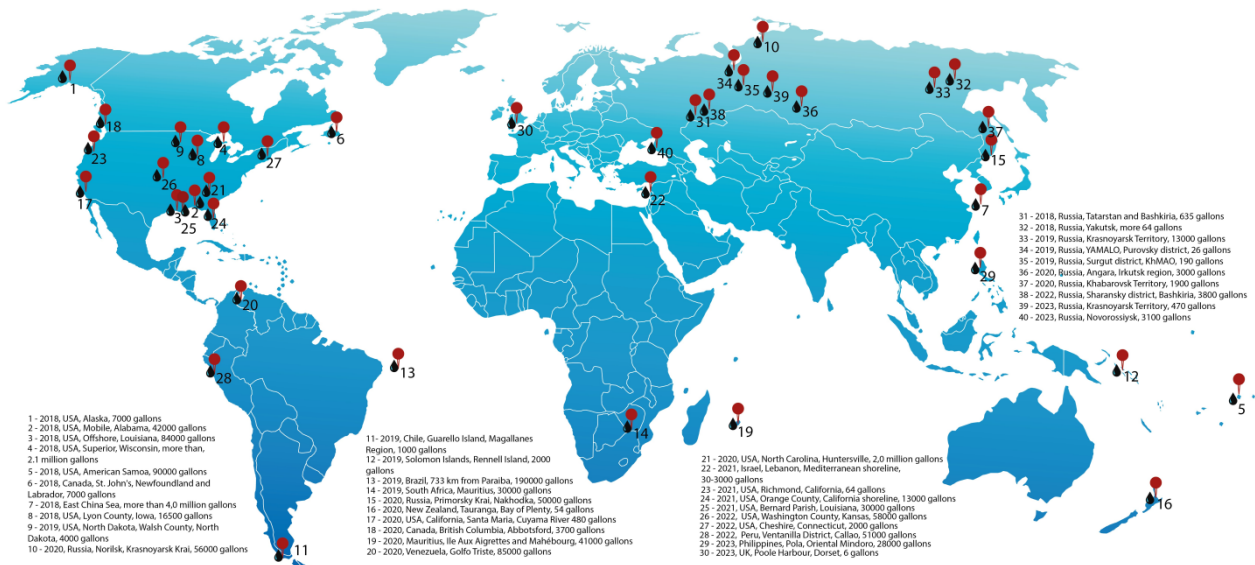 10
1
34
35
39
36
33
32
31
38
18
6
30
37
9
8
4
23
27
40
15
26
21
17
22
3
2
25
24
7
31 - 2018, Russia, Tatarstan and Bashkiria, 635 gallons
32 - 2018, Russia, Yakutsk, more 64 gallons
33 - 2019, Russia, Krasnoyarsk Territory, 13000 gallons
34 - 2019, Russia, YAMALO, Purovsky district, 26 gallons
35 - 2019, Russia, Surgut district, KhMAO, 190 gallons
36 - 2020, Russia, Angara, Irkutsk region, 3000 gallons
37 - 2020, Russia, Khabarovsk Territory, 1900 gallons
38 - 2022, Russia, Sharansky district, Bashkiria, 3800 gallons
39 - 2023, Russia, Krasnoyarsk Territory, 470 gallons
40 - 2023, Russia, Novorossiysk, 3100 gallons
29
20
28
13
12
5
14
19
16
11
1 - 2018, USA, Alaska, 7000 gallons
2 - 2018, USA, Mobile, Alabama, 42000 gallons
3 - 2018, USA, Offshore, Louisiana, 84000 gallons
4 - 2018, USA, Superior, Wisconsin, more than,
2.1 million gallons
5 - 2018, USA, American Samoa, 90000 gallons
6 - 2018, Canada, St. John's, Newfoundland and
Labrador, 7000 gallons
7 - 2018, East China Sea, more than 4,0 million gallons
8 - 2018, USA, Lyon County, Iowa, 16500 gallons
9 - 2019, USA, North Dakota, Walsh County, North
Dakota, 4000 gallons
10 - 2020, Russia, Norilsk, Krasnoyarsk Krai, 56000 gallons
11- 2019, Chile, Guarello Island, Magallanes
Region, 1000 gallons
12 - 2019, Solomon Islands, Rennell Island, 2000
gallons
13 - 2019, Brazil, 733 km from Paraiba, 190000 gallons
14 - 2019, South Africa, Mauritius, 30000 gallons
15 - 2020, Russia, Primorsky Krai, Nakhodka, 50000 gallons
16 - 2020, New Zealand, Tauranga, Bay of Plenty, 54 gallons
17 - 2020, USA, California, Santa Maria, Cuyama River 480 gallons
18 - 2020, Canada, British Columbia, Abbotsford, 3700 gallons
19 - 2020, Mauritius, Ile Aux Aigrettes and Mahébourg, 41000 gallons
20 - 2020, Venezuela, Golfo Triste, 85000 gallons
21 - 2020, USA, North Carolina, Huntersville, 2,0 million gallons
22 - 2021, Israel, Lebanon, Mediterranean shoreline,
30-3000 gallons
23 - 2021, USA, Richmond, California, 64 gallons
24 - 2021, USA, Orange County, California shoreline, 13000 gallons
25 - 2021, USA, Bernard Parish, Louisiana, 30000 gallons
26 - 2022, USA, Washington County, Kansas, 58000 gallons
27 - 2022, USA, Cheshire, Connecticut, 2000 gallons
28 - 2022, Peru, Ventanilla District, Callao, 51000 gallons
29 - 2023, Philippines, Pola, Oriental Mindoro, 28000 gallons
30 - 2023, UK, Poole Harbour, Dorset, 6 gallons